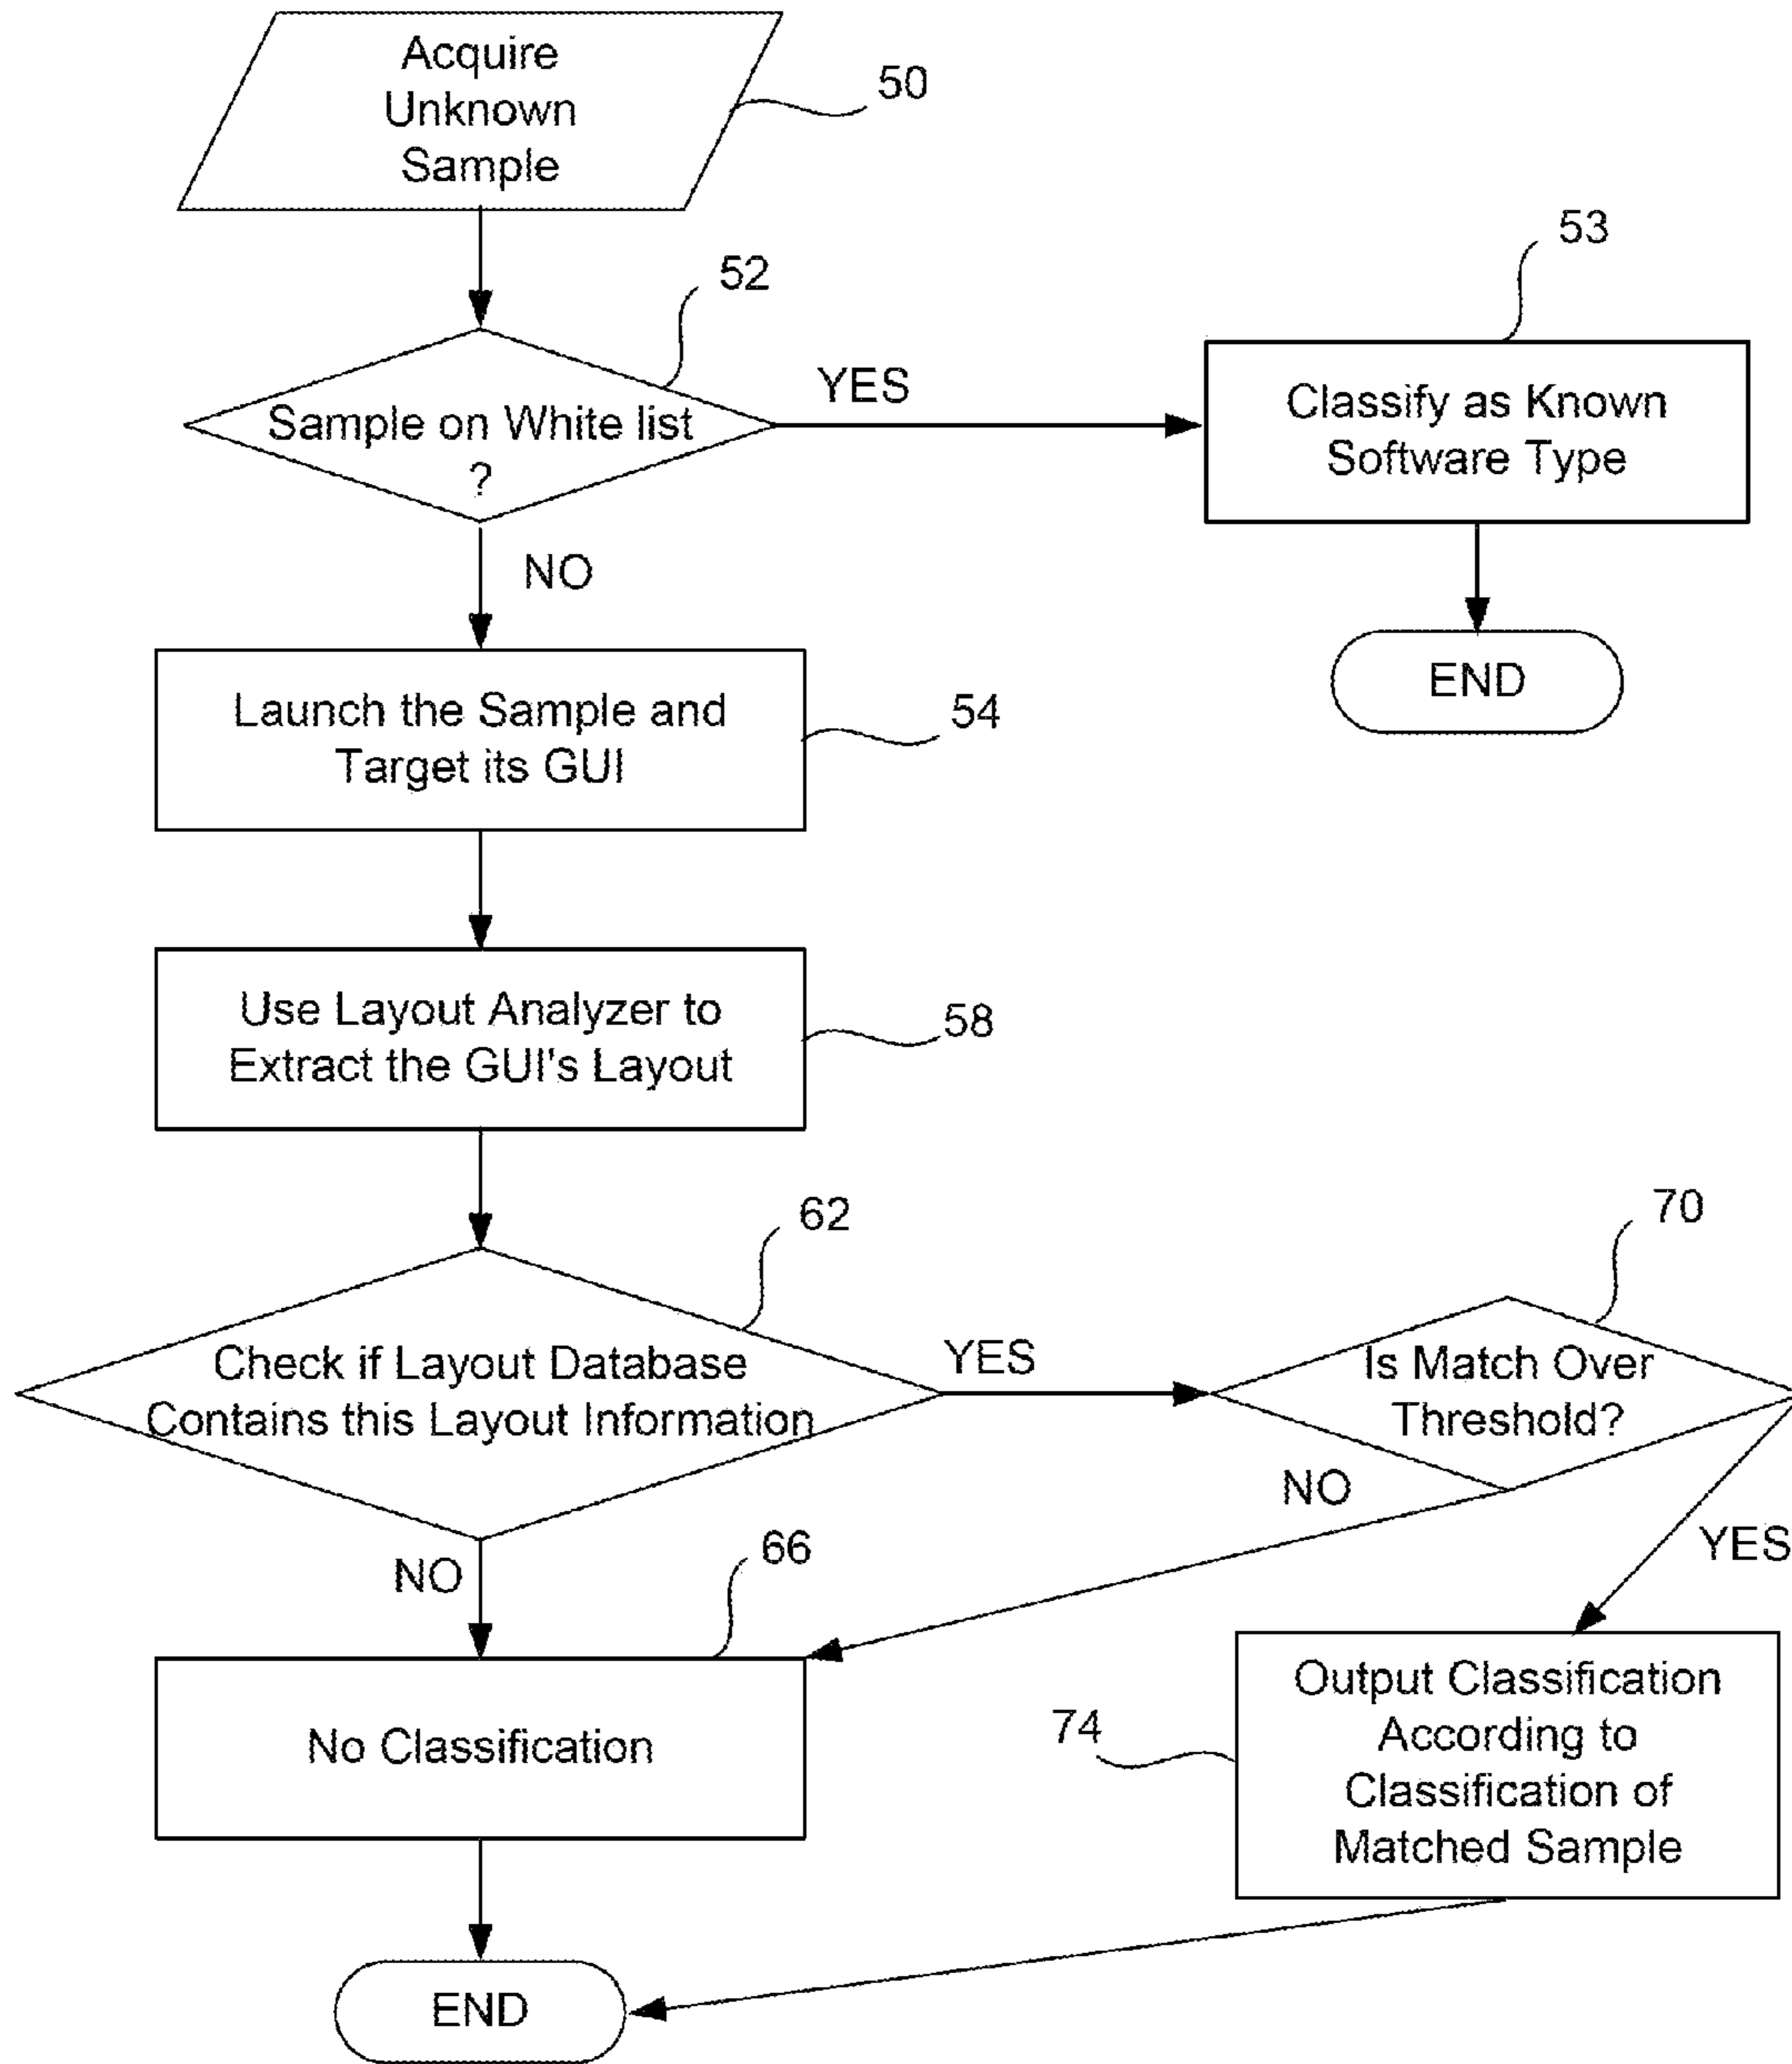 Acquire
Unknown
Sample
50
52
Sample on White list
?
YES
53
Classify as Known
Software Type
END
NO
Launch the Sample and
Target its GUI
54
Use Layout Analyzer to
Extract the GUI's Layout
58
62
Check if Layout Database
Contains this Layout Information
YES
70
Is Match Over
Threshold?
NO
YES
NO
66
No Classification
74
Output Classification
According to
Classification of
Matched Sample
END